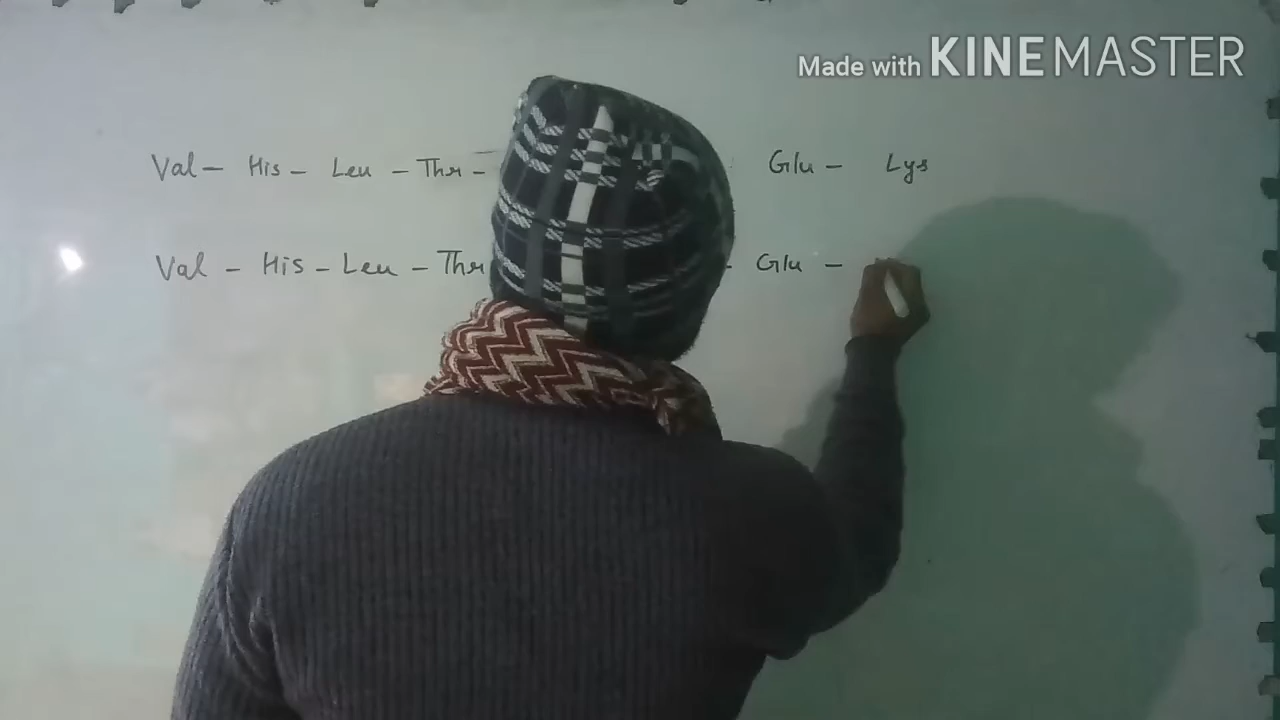 Made with KINEMASTER
Val - His - Leu - Thr - Glu - Lys
Val - His - Leu - Thr - Glu -